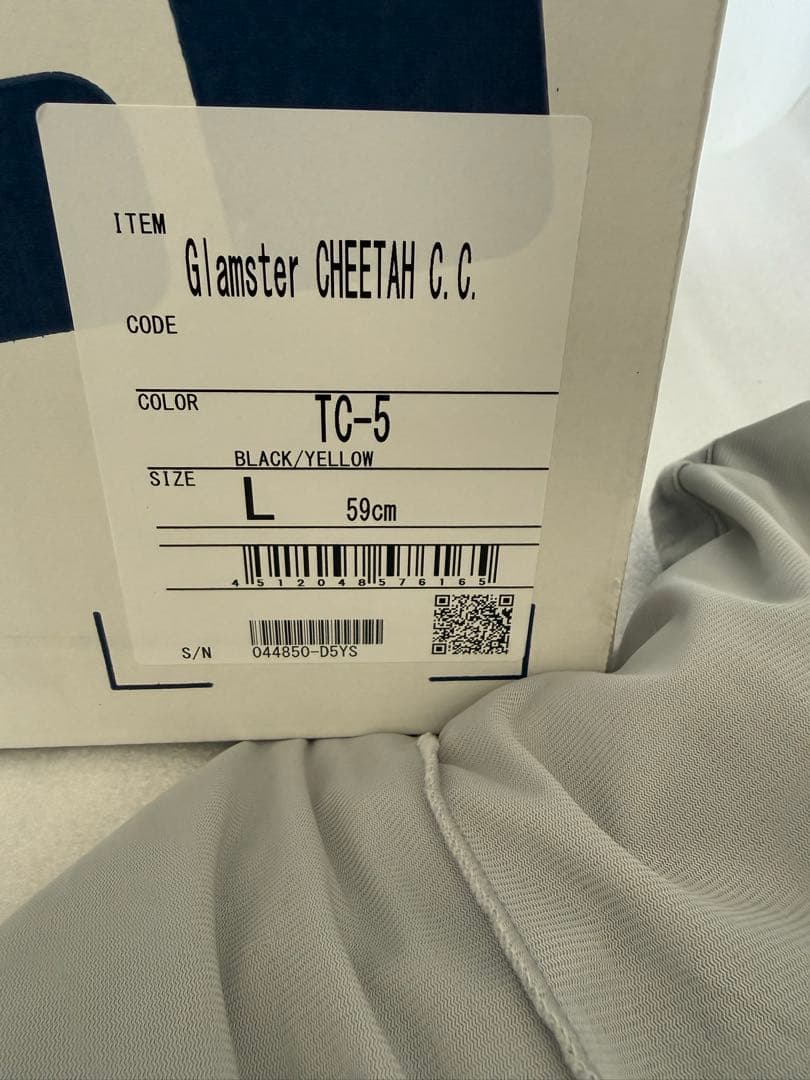 ITEM
Glamster CHEETAH C.C.
CODE
COLOR
TC-5
BLACK/YELLOW
SIZE
L 59cm
4512048576165
S/N 044850-D5YS